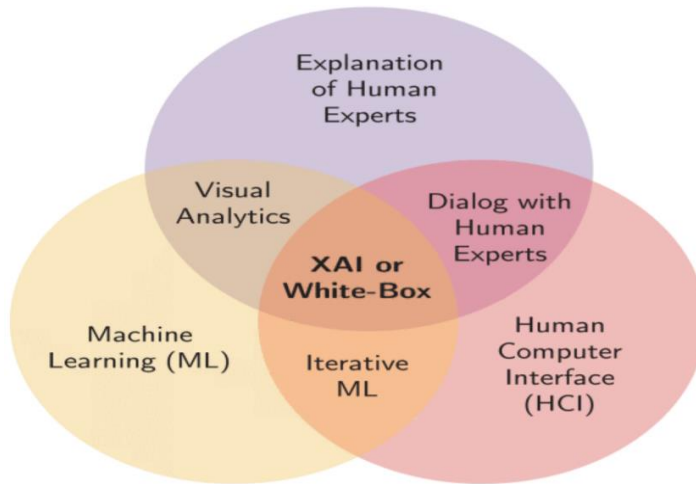 Explanation
of Human
Experts
Visual
Analytics
Dialog with
Human
Experts
XAI or
White-Box
Machine
Learning (ML)
Iterative
ML
Human
Computer
Interface
(HCI)